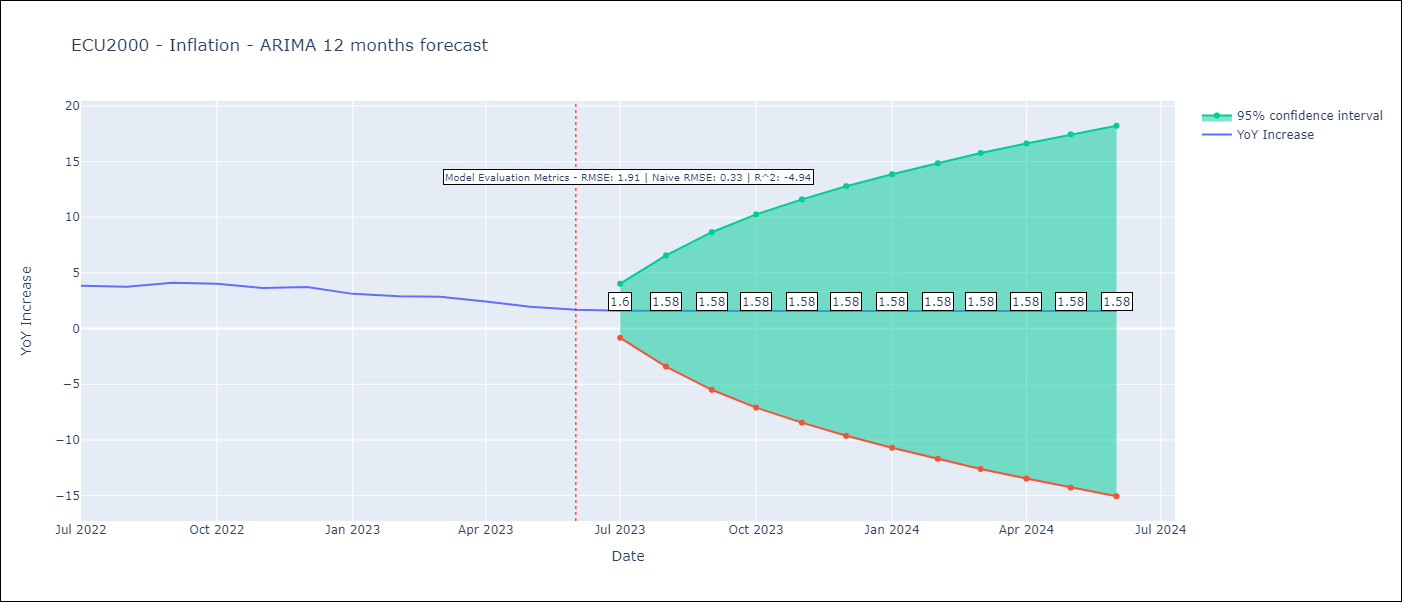 ECU2000 - Inflation - ARIMA 12 months forecast
95% confidence interval
YoY Increase
Model Evaluation Metrics - RMSE: 1.91 | Naive RMSE: 0.33 | R^2: -4.94
YoY Increase
20
15
10
5
0
−5
−10
−15
1.6 1.58 1.58 1.58 1.58 1.58 1.58 1.58 1.58 1.58 1.58 1.58
Jul 2022 Oct 2022 Jan 2023 Apr 2023 Jul 2023 Oct 2023 Jan 2024 Apr 2024 Jul 2024
Date